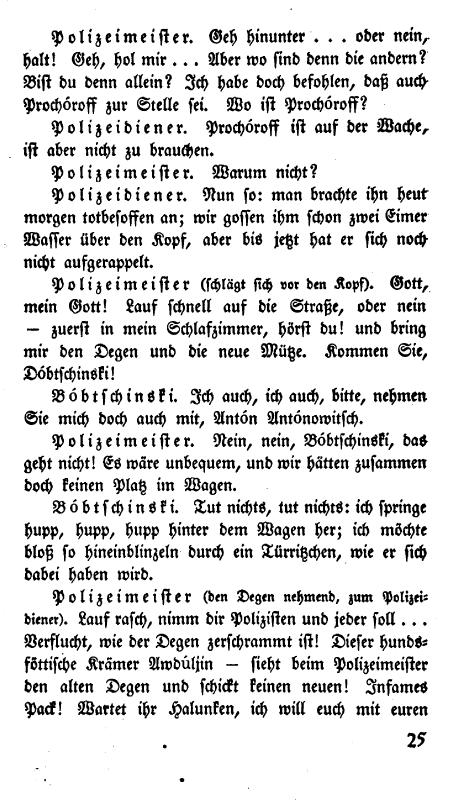 Polizeimeister. Geh hinunter . . . oder nein,
halt! Geh, hol mir . . . Aber wo sind denn die andern?
Bist du denn allein? Ich habe doch befohlen, daß auch
Prochóroff zur Stelle sei. Wo ist Prochóroff?
Polizeidiener. Prochóroff ist auf der Wache,
ist aber nicht zu brauchen.
Polizeimeister. Warum nicht?
Polizeidiener. Nun so: man brachte ihn heut
morgen totbesoffen an; wir gossen ihm schon zwei Eimer
Wasser über den Kopf, aber bis jetzt hat er sich noch
nicht aufgerappelt.
Polizeimeister (schlägt sich vor den Kopf). Gott,
mein Gott! Lauf schnell auf die Straße, oder nein
— zuerst in mein Schlafzimmer, hörst du! und bring
mir den Degen und die neue Mütze. Kommen Sie,
Dóbtschinski!
Bóbtschinski. Ich auch, ich auch, bitte, nehmen
Sie mich doch auch mit, Antón Antónowitsch.
Polizeimeister. Nein, nein, Bóbtschinski, das
geht nicht! Es wäre unbequem, und wir hätten zusammen
doch keinen Platz im Wagen.
Bóbtschinski. Tut nichts, tut nichts: ich springe
hupp, hupp, hupp hinter dem Wagen her; ich möchte
bloß so hineinblinzeln durch ein Türritzchen, wie er sich
dabei haben wird.
Polizeimeister (den Degen nehmend, zum Polizei-
diener). Lauf rasch, nimm dir Polizisten und jeder soll . . .
Verflucht, wie der Degen zerschrammt ist! Dieser hunds-
föttische Krämer Awdúljin — sieht beim Polizeimeister
den alten Degen und schickt keinen neuen! Infames
Pack! Wartet ihr Halunken, ich will euch mit euren
25